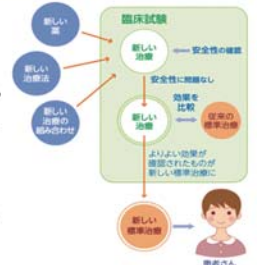 臨床試験
新しい
薬
新しい
治療
安全性の確認
新しい
治療法
安全性に問題なし
効果を
比較
新しい
治療の
組み合わせ
新しい
治療
従来の
標準治療
よりよい効果が
確認されたものが
新しい標準治療に
新しい
標準治療
患者さん